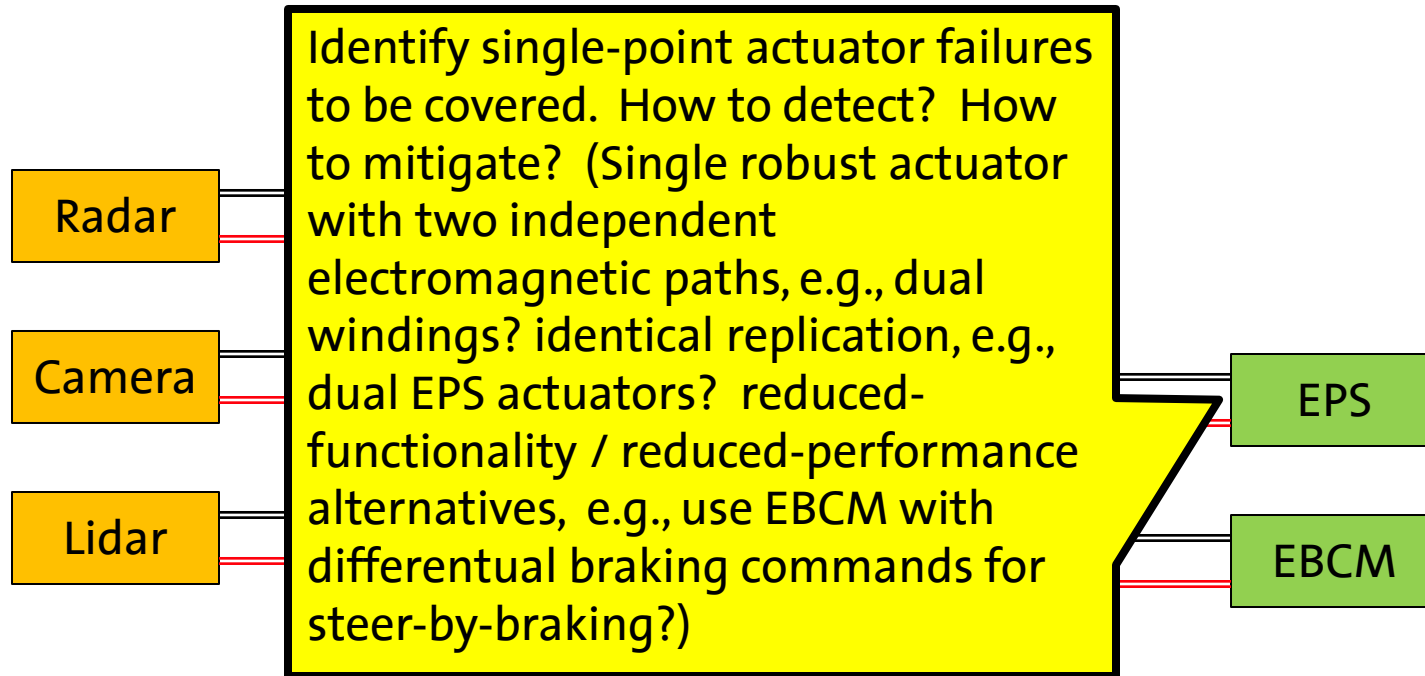 Identify single-point actuator failures
to be covered.  How to detect?  How
to mitigate?  (Single robust actuator
with two independent
electromagnetic paths, e.g., dual
windings? identical replication, e.g.,
dual EPS actuators?  reduced-
functionality / reduced-performance
alternatives,  e.g., use EBCM with
differentual braking commands for
steer-by-braking?)
Radar
Camera
Lidar
EPS
EBCM